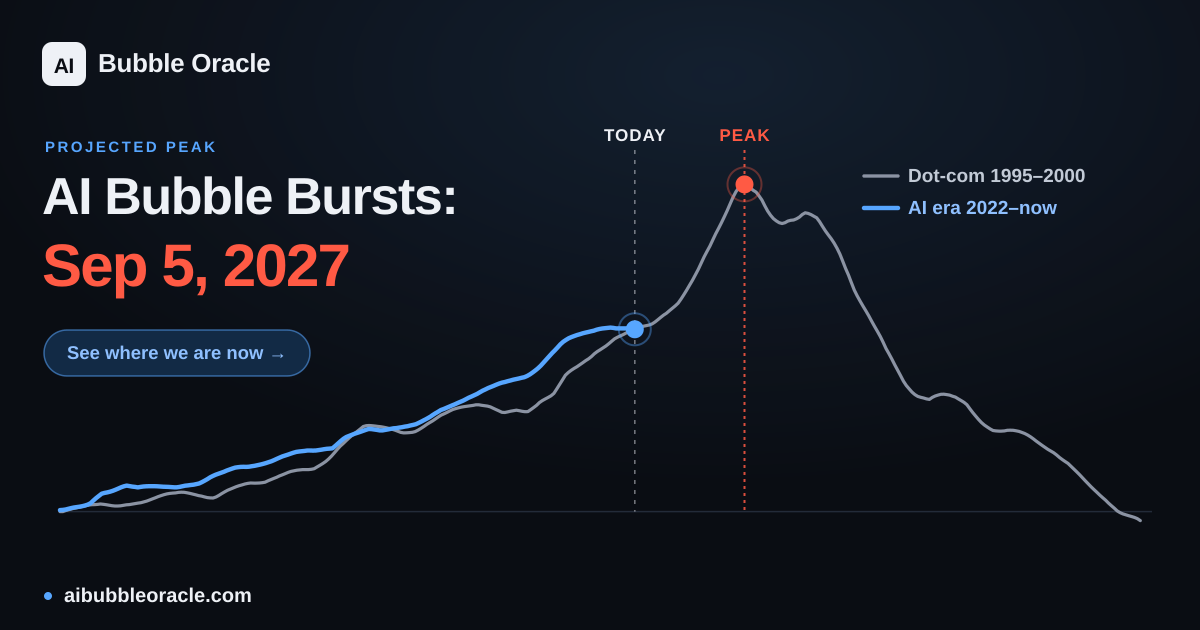 AI Bubble Oracle
PROJECTED PEAK
AI Bubble Bursts:
Sep 5, 2027
See where we are now →
TODAY
PEAK
Dot-com 1995–2000
AI era 2022–now
aibubbleoracle.com